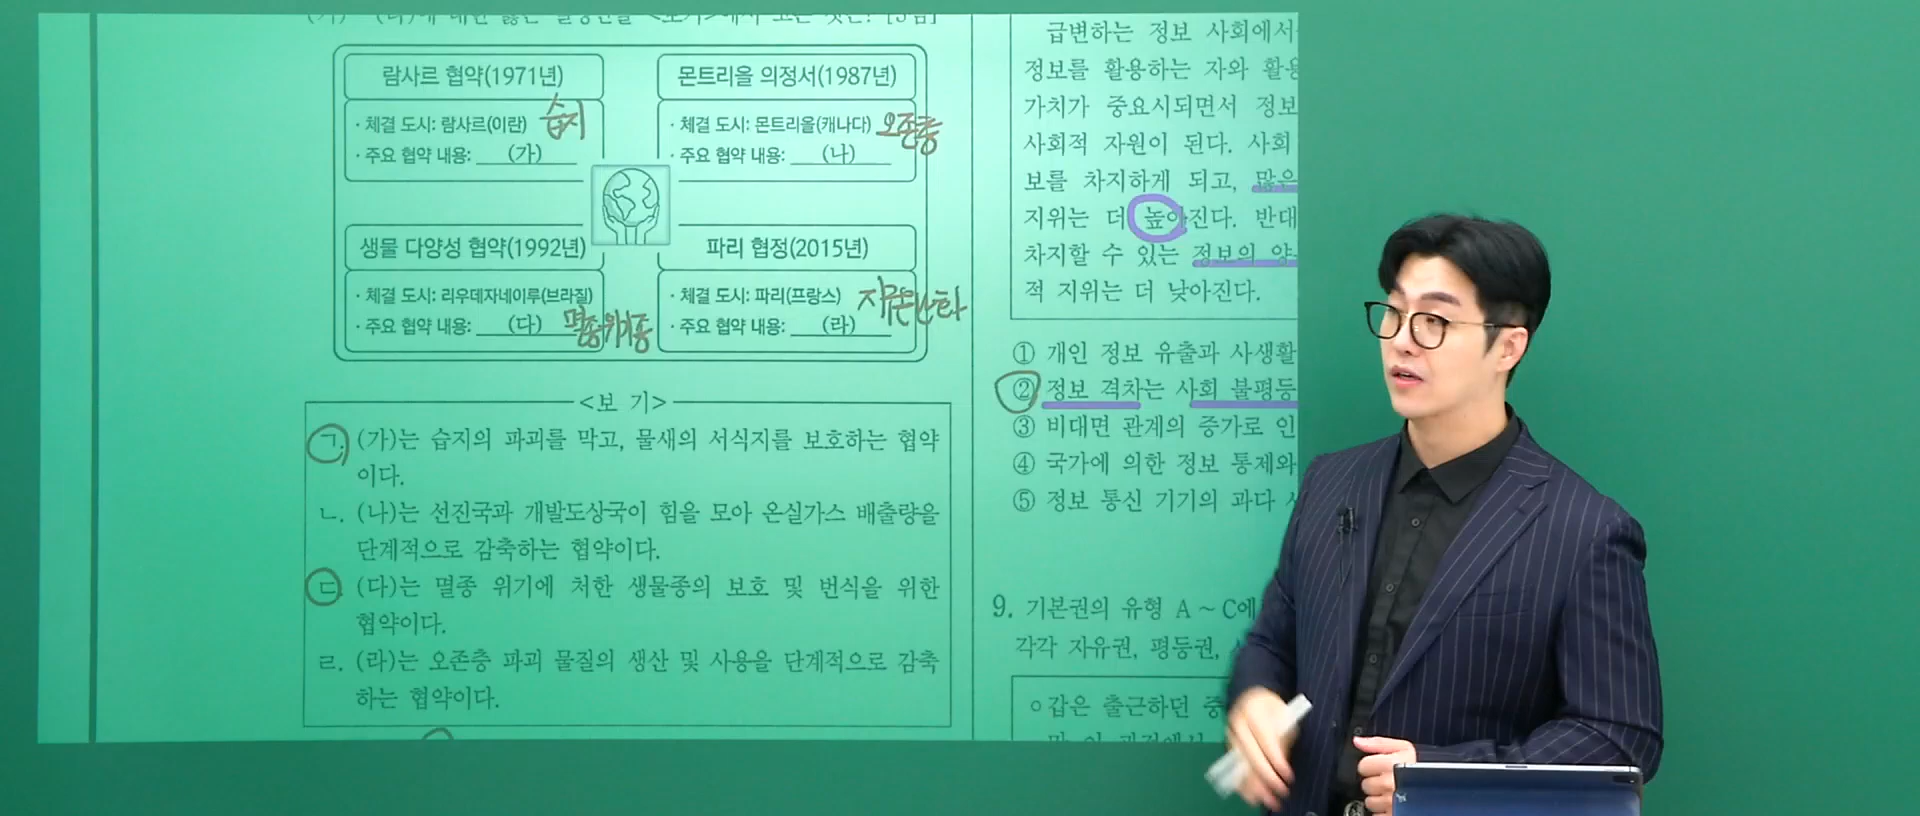 람사르 협약(1971년)
· 체결 도시: 람사르(이란) 습지
· 주요 협약 내용: (가)
몬트리올 의정서(1987년)
· 체결 도시: 몬트리올(캐나다) 오존층
· 주요 협약 내용: (나)
생물 다양성 협약(1992년)
· 체결 도시: 리우데자네이루(브라질)
· 주요 협약 내용: (다) 멸종위기종
파리 협정(2015년)
· 체결 도시: 파리(프랑스) 지구온난화
· 주요 협약 내용: (라)
<보 기>
ㄱ. (가)는 습지의 파괴를 막고, 물새의 서식지를 보호하는 협약
이다.
ㄴ. (나)는 선진국과 개발도상국이 힘을 모아 온실가스 배출량을
단계적으로 감축하는 협약이다.
ㄷ. (다)는 멸종 위기에 처한 생물종의 보호 및 번식을 위한
협약이다.
ㄹ. (라)는 오존층 파괴 물질의 생산 및 사용을 단계적으로 감축
하는 협약이다.
급변하는 정보 사회에서
정보를 활용하는 자와 활용
가치가 중요시되면서 정보
사회적 자원이 된다. 사회
보를 차지하게 되고, 많은
지위는 더 높아진다. 반대
차지할 수 있는 정보의 양
적 지위는 더 낮아진다.
① 개인 정보 유출과 사생활
② 정보 격차는 사회 불평등
③ 비대면 관계의 증가로 인
④ 국가에 의한 정보 통제와
⑤ 정보 통신 기기의 과다
9. 기본권의 유형 A ~ C에
각각 자유권, 평등권,
○ 갑은 출근하던 중